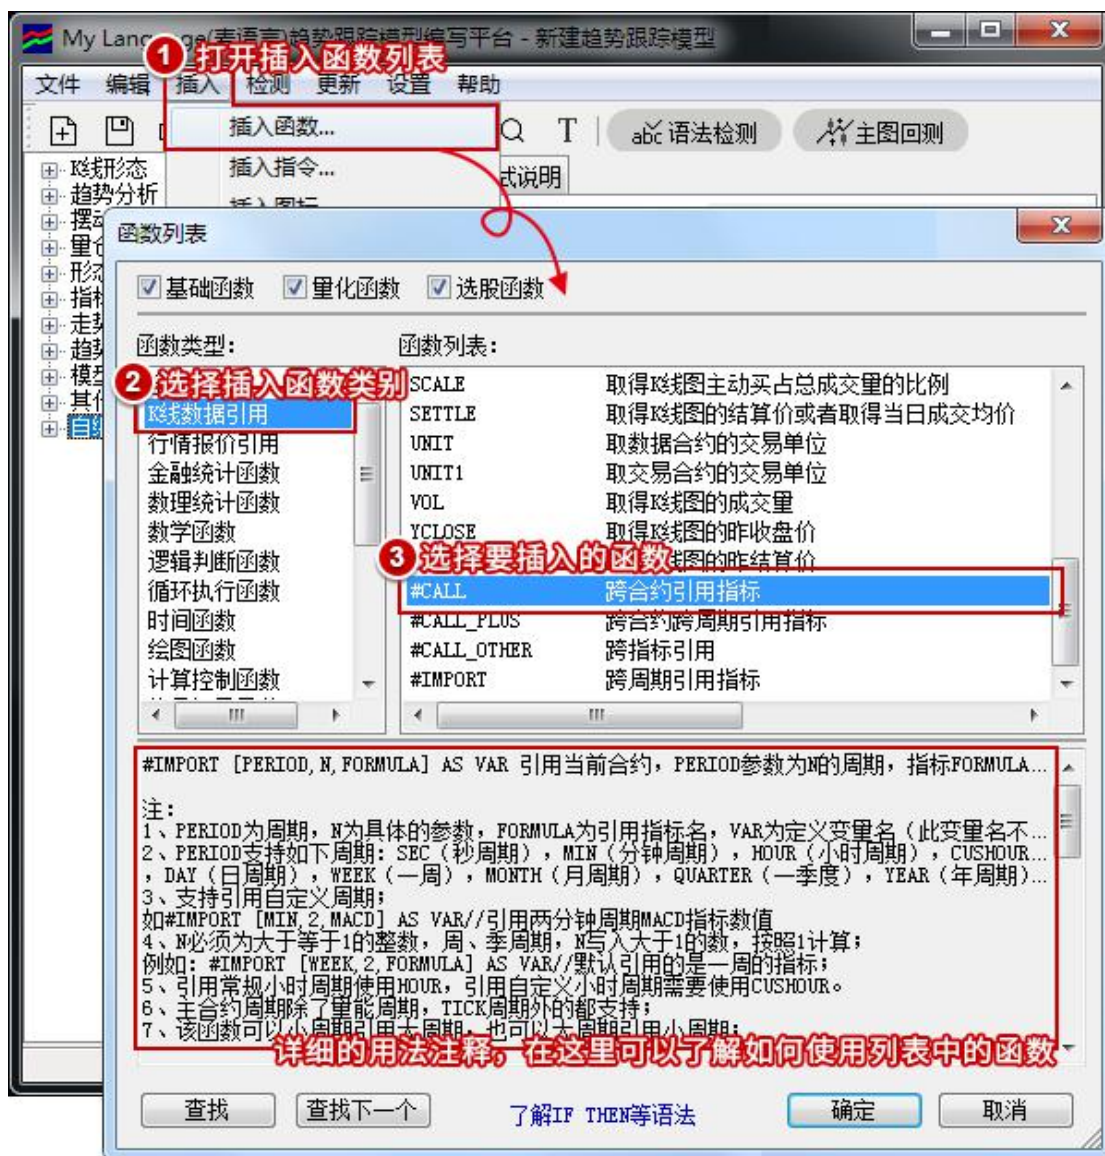 My Lang
趋势跟踪模型编写平台 - 新建趋势跟踪模型
1 打开插入函数列表
文件 编辑 插入 检测 更新 设置 帮助
插入函数...
T
语法检测
主图回测
插入指令...
式说明
K线形态
趋势分析
函数列表
基础函数 量化函数 选股函数
函数类型:
函数列表:
2 选择插入函数类别
K线数据引用
行情报价引用
金融统计函数
数理统计函数
数学函数
逻辑判断函数
循环执行函数
时间函数
绘图函数
计算控制函数
SCALE 取得K线图主动买占总成交量的比例
SETTLE 取得K线图的结算价或者取得当日成交均价
UNIT 取数据合约的交易单位
UNIT1 取交易合约的交易单位
VOL 取得K线图的成交量
YCLOSE 取得K线图的昨收盘价
3 选择要插入的函数
线图的昨结算价
#CALL 跨合约引用指标
#CALL_PLUS 跨合约跨周期引用指标
#CALL_OTHER 跨指标引用
#IMPORT 跨周期引用指标
#IMPORT [PERIOD,N,FORMULA] AS VAR 引用当前合约，PERIOD参数为N的周期，指标FORMULA...
注：
1、PERIOD为周期，N为具体的参数，FORMULA为引用指标名，VAR为定义变量名（此变量名不...
2、PERIOD支持如下周期：SEC（秒周期），MIN（分钟周期），HOUR（小时周期），CUSHOUR...
，DAY（日周期），WEEK（一周），MONTH（月周期），QUARTER（一季度），YEAR（年周期）...
3、支持引用自定义周期；
如#IMPORT [MIN,2,MACD] AS VAR//引用两分钟周期MACD指标数值
4、N必须为大于等于1的整数，周、季周期，N写入大于1的数，按照1计算；
例如：#IMPORT [WEEK,2,FORMULA] AS VAR//默认引用的是一周的指标；
5、引用常规小时周期使用HOUR，引用自定义小时周期需要使用CUSHOUR。
6、主合约周期除了量能周期，TICK周期外的都支持；
7、该函数可以小周期引用大周期，也可以大周期引用小周期；
详细的用法注释，在这里可以了解如何使用列表中的函数
查找
查找下一个
了解IF THEN等语法
确定
取消